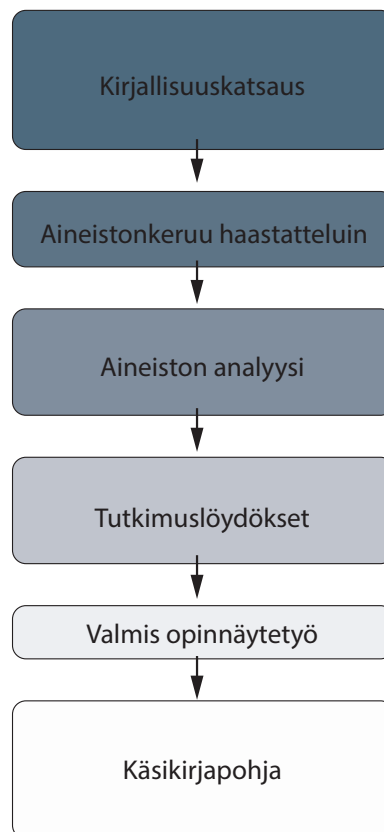 Kirjallisuuskatsaus
Aineistonkeruu haastatteluin
Aineiston analyysi
Tutkimuslöydökset
Valmis opinnäytetyö
Käsikirjapohja